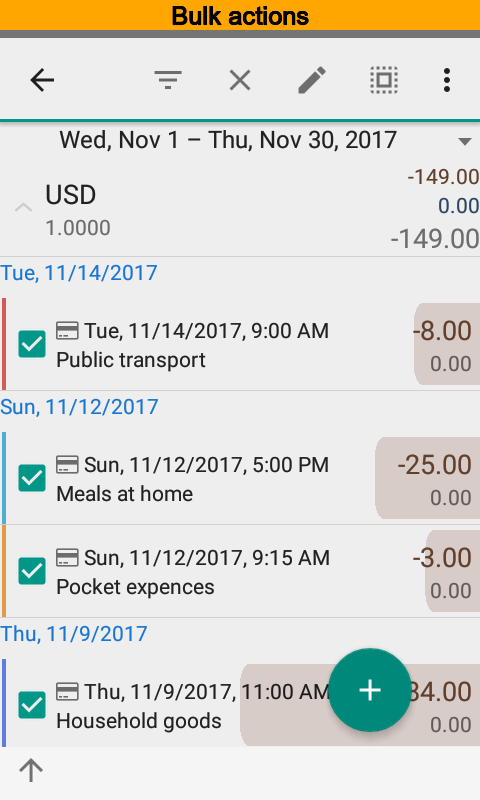 Bulk actions
Wed, Nov 1 – Thu, Nov 30, 2017
USD
-149.00
1.0000
0.00
-149.00
Tue, 11/14/2017
Tue, 11/14/2017, 9:00 AM
-8.00
Public transport
0.00
Sun, 11/12/2017
Sun, 11/12/2017, 5:00 PM
-25.00
Meals at home
0.00
Sun, 11/12/2017, 9:15 AM
-3.00
Pocket expences
0.00
Thu, 11/9/2017
Thu, 11/9/2017, 11:00 AM
34.00
Household goods
0.00